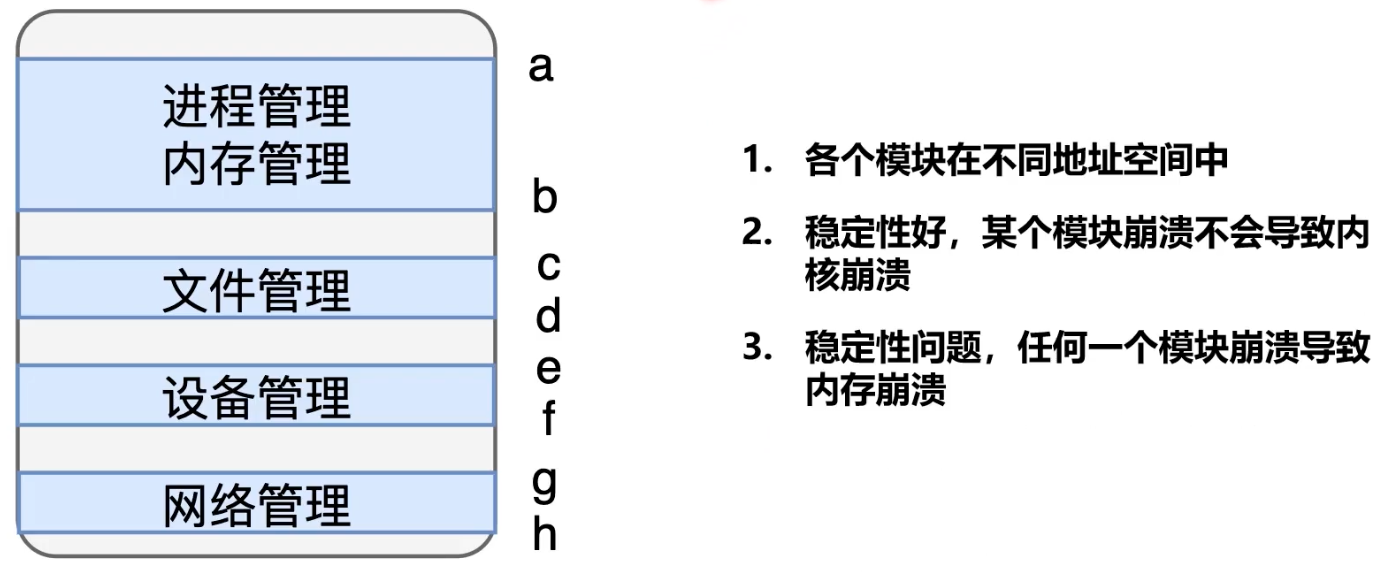 进程管理
内存管理
文件管理
设备管理
网络管理
a
b
c
d
e
f
g
h
1. 各个模块在不同地址空间中
2. 稳定性好，某个模块崩溃不会导致内
核崩溃
3. 稳定性问题，任何一个模块崩溃导致
内存崩溃